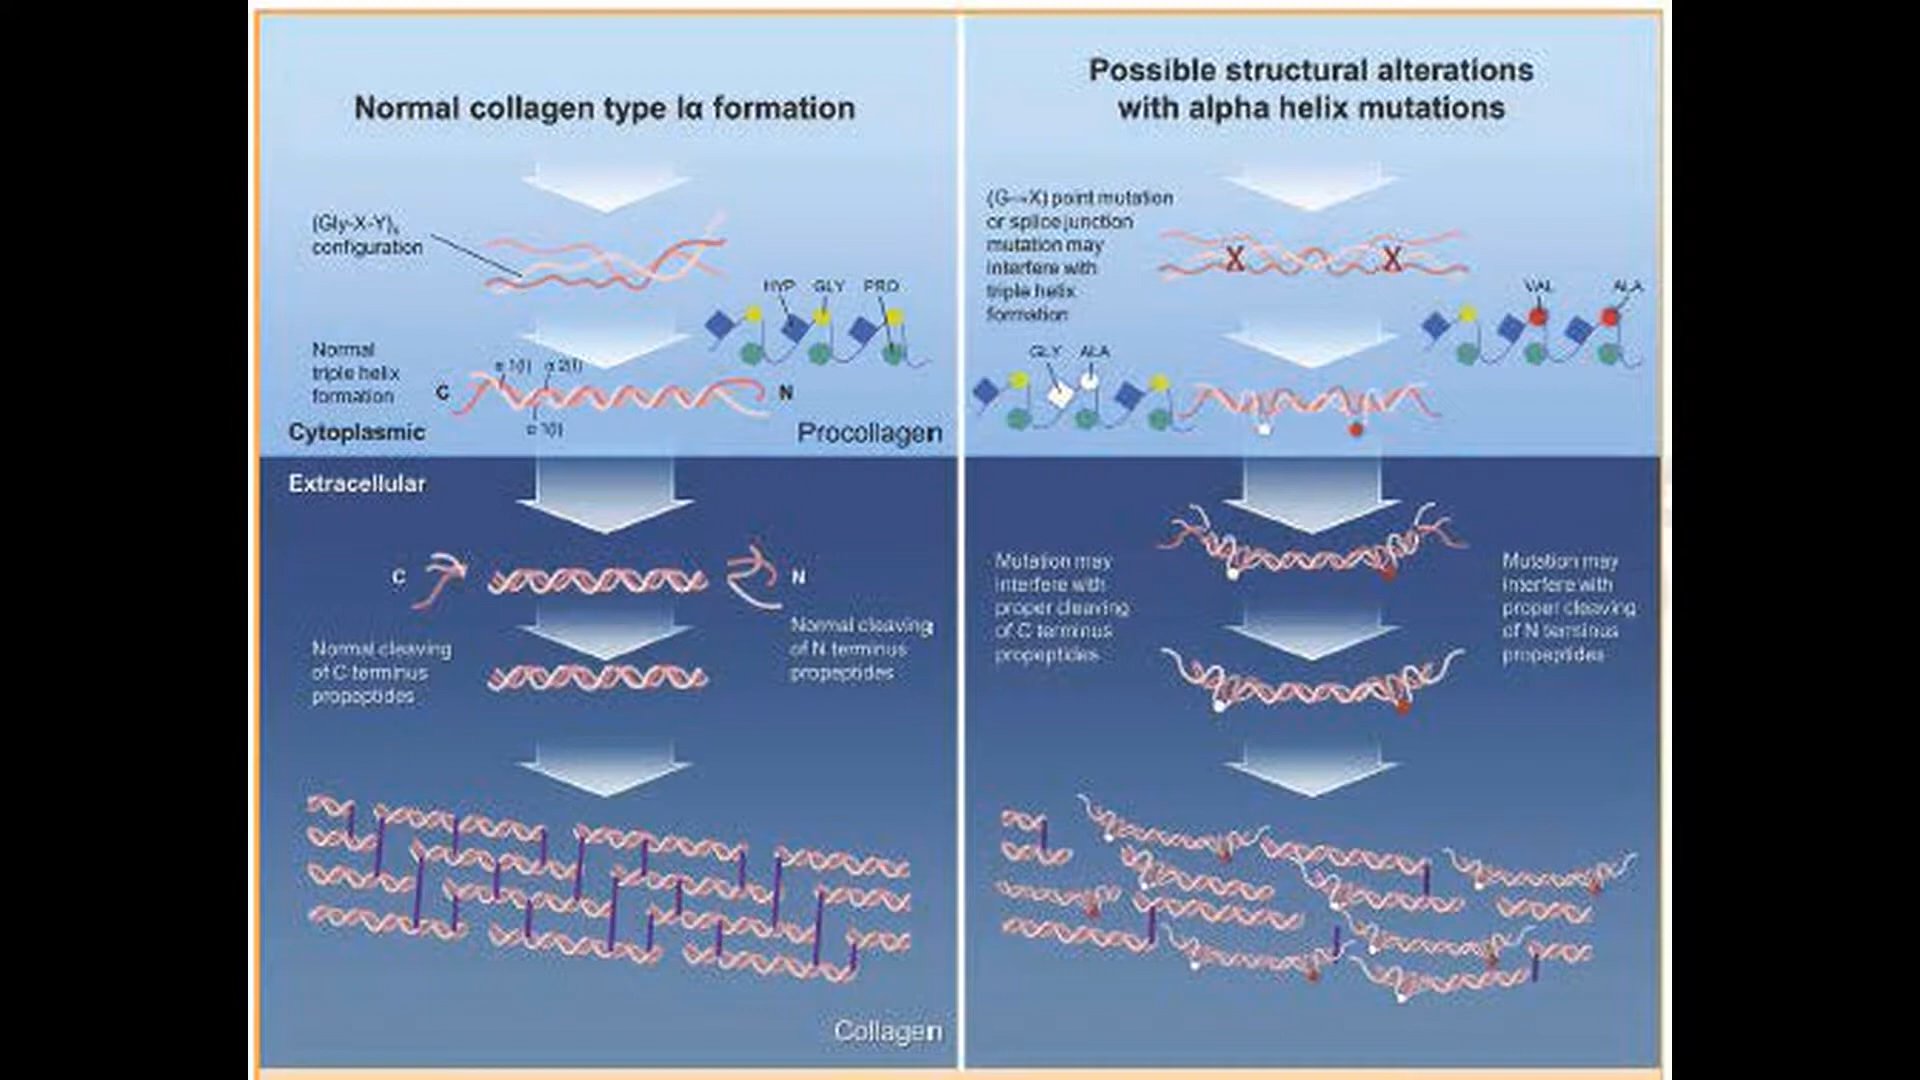 Normal collagen type Iα formation
(Gly-X-Y)x
configuration
HYP GLY PRO
Normal
triple helix
formation
α 1(I) α 2(I)
C
N
α 1(I)
Cytoplasmic
Procollagen
Extracellular
C
N
Normal cleaving
of C terminus
propeptides
Normal cleaving
of N terminus
propeptides
Collagen
Possible structural alterations
with alpha helix mutations
(G→X) point mutation
or splice junction
mutation may
interfere with
triple helix
formation
X X
VAL ALA
GLY ALA
Mutation may
interfere with
proper cleaving
of C terminus
propeptides
Mutation may
interfere with
proper cleaving
of N terminus
propeptides